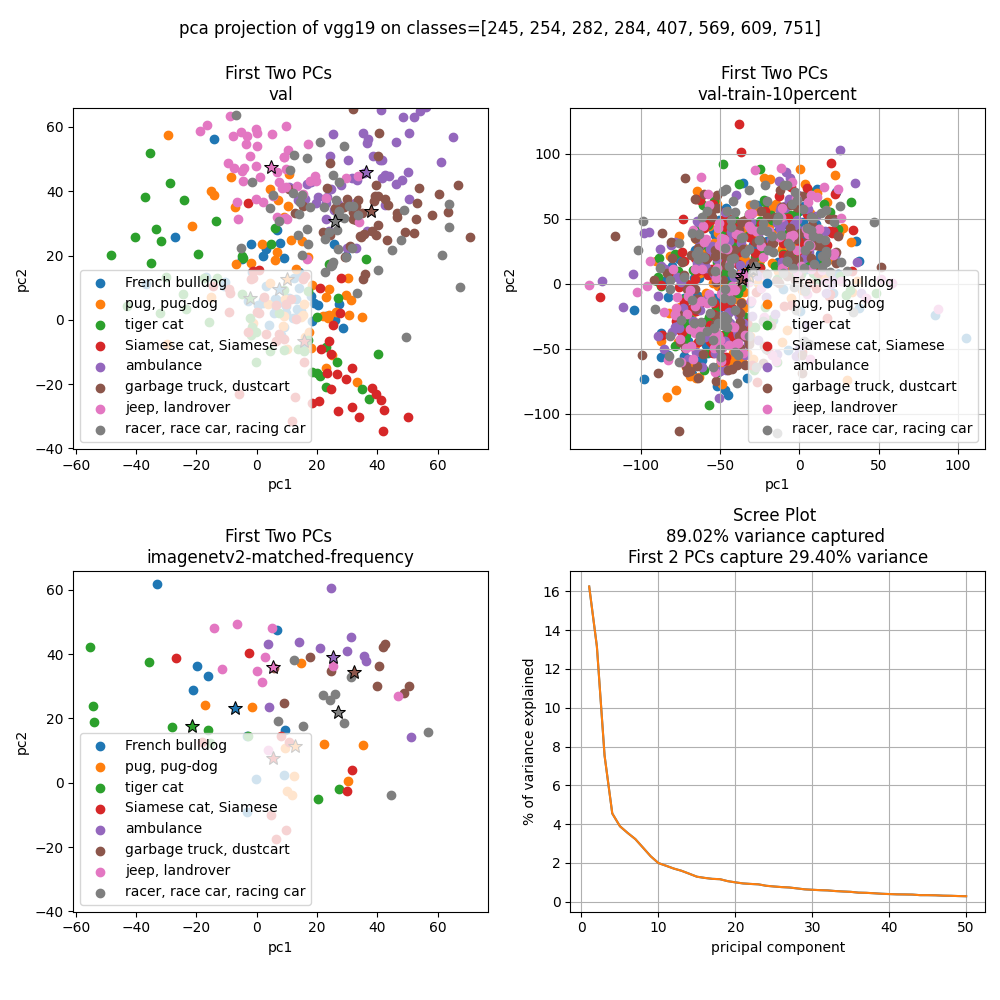 pca projection of vgg19 on classes=[245, 254, 282, 284, 407, 569, 609, 751]
First Two PCs
val
60
40
20
0
−20
−40
pc2
−60
−40
−20
0
20
40
60
pc1
French bulldog
pug, pug-dog
tiger cat
Siamese cat, Siamese
ambulance
garbage truck, dustcart
jeep, landrover
racer, race car, racing car
First Two PCs
val-train-10percent
100
50
0
−50
−100
pc2
−100
−50
0
50
100
pc1
French bulldog
pug, pug-dog
tiger cat
Siamese cat, Siamese
ambulance
garbage truck, dustcart
jeep, landrover
racer, race car, racing car
First Two PCs
imagenetv2-matched-frequency
60
40
20
0
−20
−40
pc2
−60
−40
−20
0
20
40
60
pc1
French bulldog
pug, pug-dog
tiger cat
Siamese cat, Siamese
ambulance
garbage truck, dustcart
jeep, landrover
racer, race car, racing car
Scree Plot
89.02% variance captured
First 2 PCs capture 29.40% variance
16
14
12
10
8
6
4
2
0
% of variance explained
0
10
20
30
40
50
pricipal component